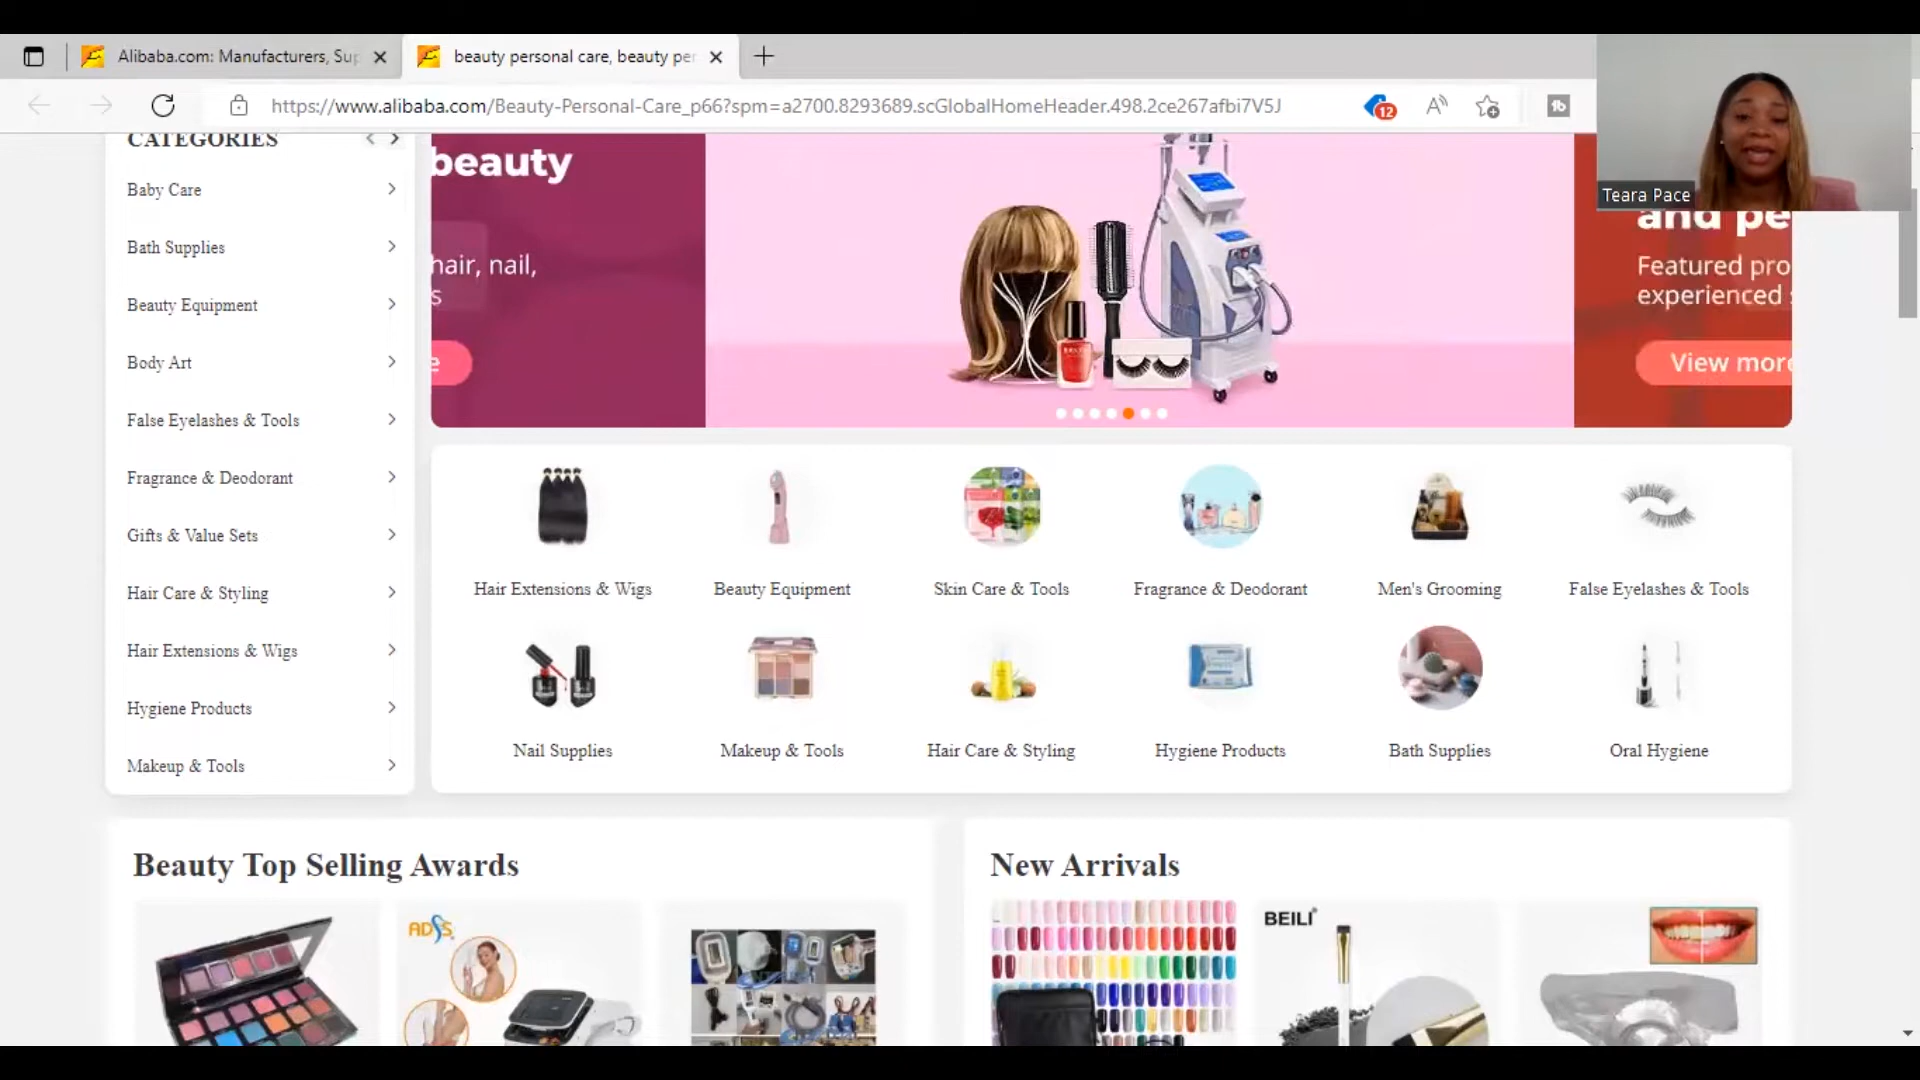 Alibaba.com: Manufacturers, Sup
beauty personal care, beauty per
https://www.alibaba.com/Beauty-Personal-Care_p66?spm=a2700.8293689.scGlobalHomeHeader.498.2ce267afbi7V5J
12
Teara Pace
CATEGORIES
Baby Care
Bath Supplies
Beauty Equipment
Body Art
False Eyelashes & Tools
Fragrance & Deodorant
Gifts & Value Sets
Hair Care & Styling
Hair Extensions & Wigs
Hygiene Products
Makeup & Tools
beauty
hair, nail,
s
e
and pe
Featured pro
experienced s
View more
Hair Extensions & Wigs
Beauty Equipment
Skin Care & Tools
Fragrance & Deodorant
Men's Grooming
False Eyelashes & Tools
Nail Supplies
Makeup & Tools
Hair Care & Styling
Hygiene Products
Bath Supplies
Oral Hygiene
Beauty Top Selling Awards
New Arrivals
ADSS
BEILI